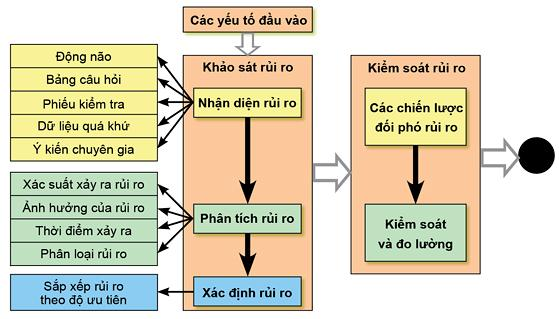 Các yếu tố đầu vào
Động não
Bảng câu hỏi
Phiếu kiểm tra
Dữ liệu quá khứ
Ý kiến chuyên gia
Xác suất xảy ra rủi ro
Ảnh hưởng của rủi ro
Thời điểm xảy ra
Phân loại rủi ro
Sắp xếp rủi ro
theo độ ưu tiên
Khảo sát rủi ro
Nhận diện rủi ro
Phân tích rủi ro
Xác định rủi ro
Kiểm soát rủi ro
Các chiến lược
đối phó rủi ro
Kiểm soát
và đo lường